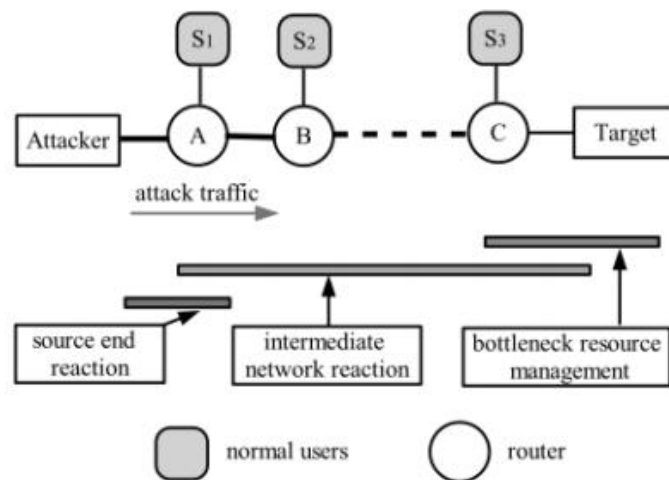 S1 S2 S3
Attacker A B C Target
attack traffic
source end
reaction
intermediate
network reaction
bottleneck resource
management
normal users router